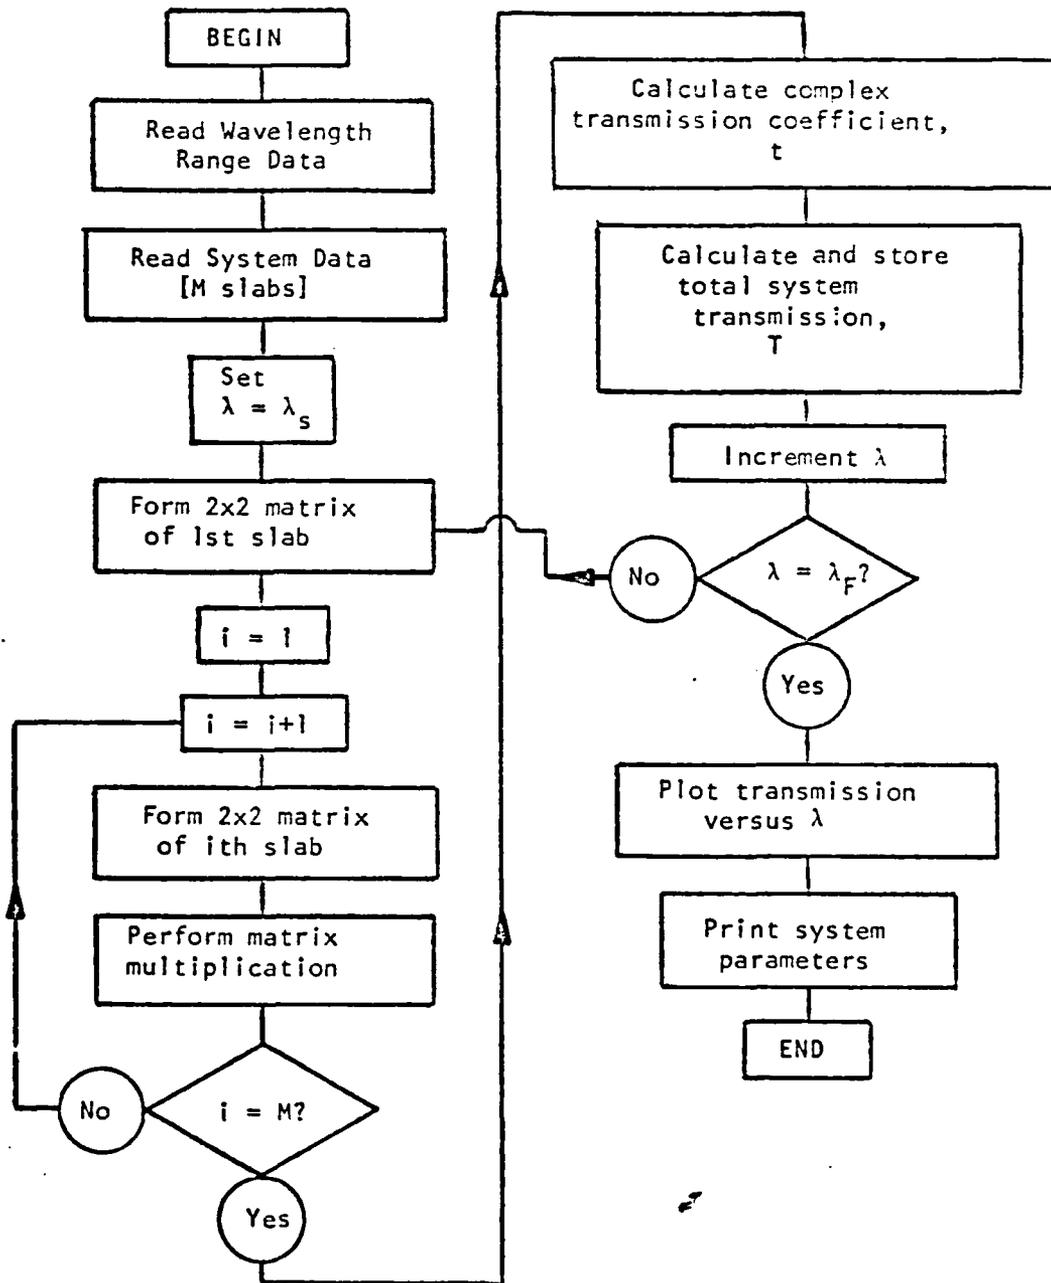 BEGIN
Read Wavelength
Range Data
Read System Data
[M slabs]
Set
λ = λs
Form 2x2 matrix
of 1st slab
i = 1
i = i+1
Form 2x2 matrix
of ith slab
Perform matrix
multiplication
i = M?
No
Yes
Calculate complex
transmission coefficient,
t
Calculate and store
total system
transmission,
T
Increment λ
λ = λF?
No
Yes
Plot transmission
versus λ
Print system
parameters
END